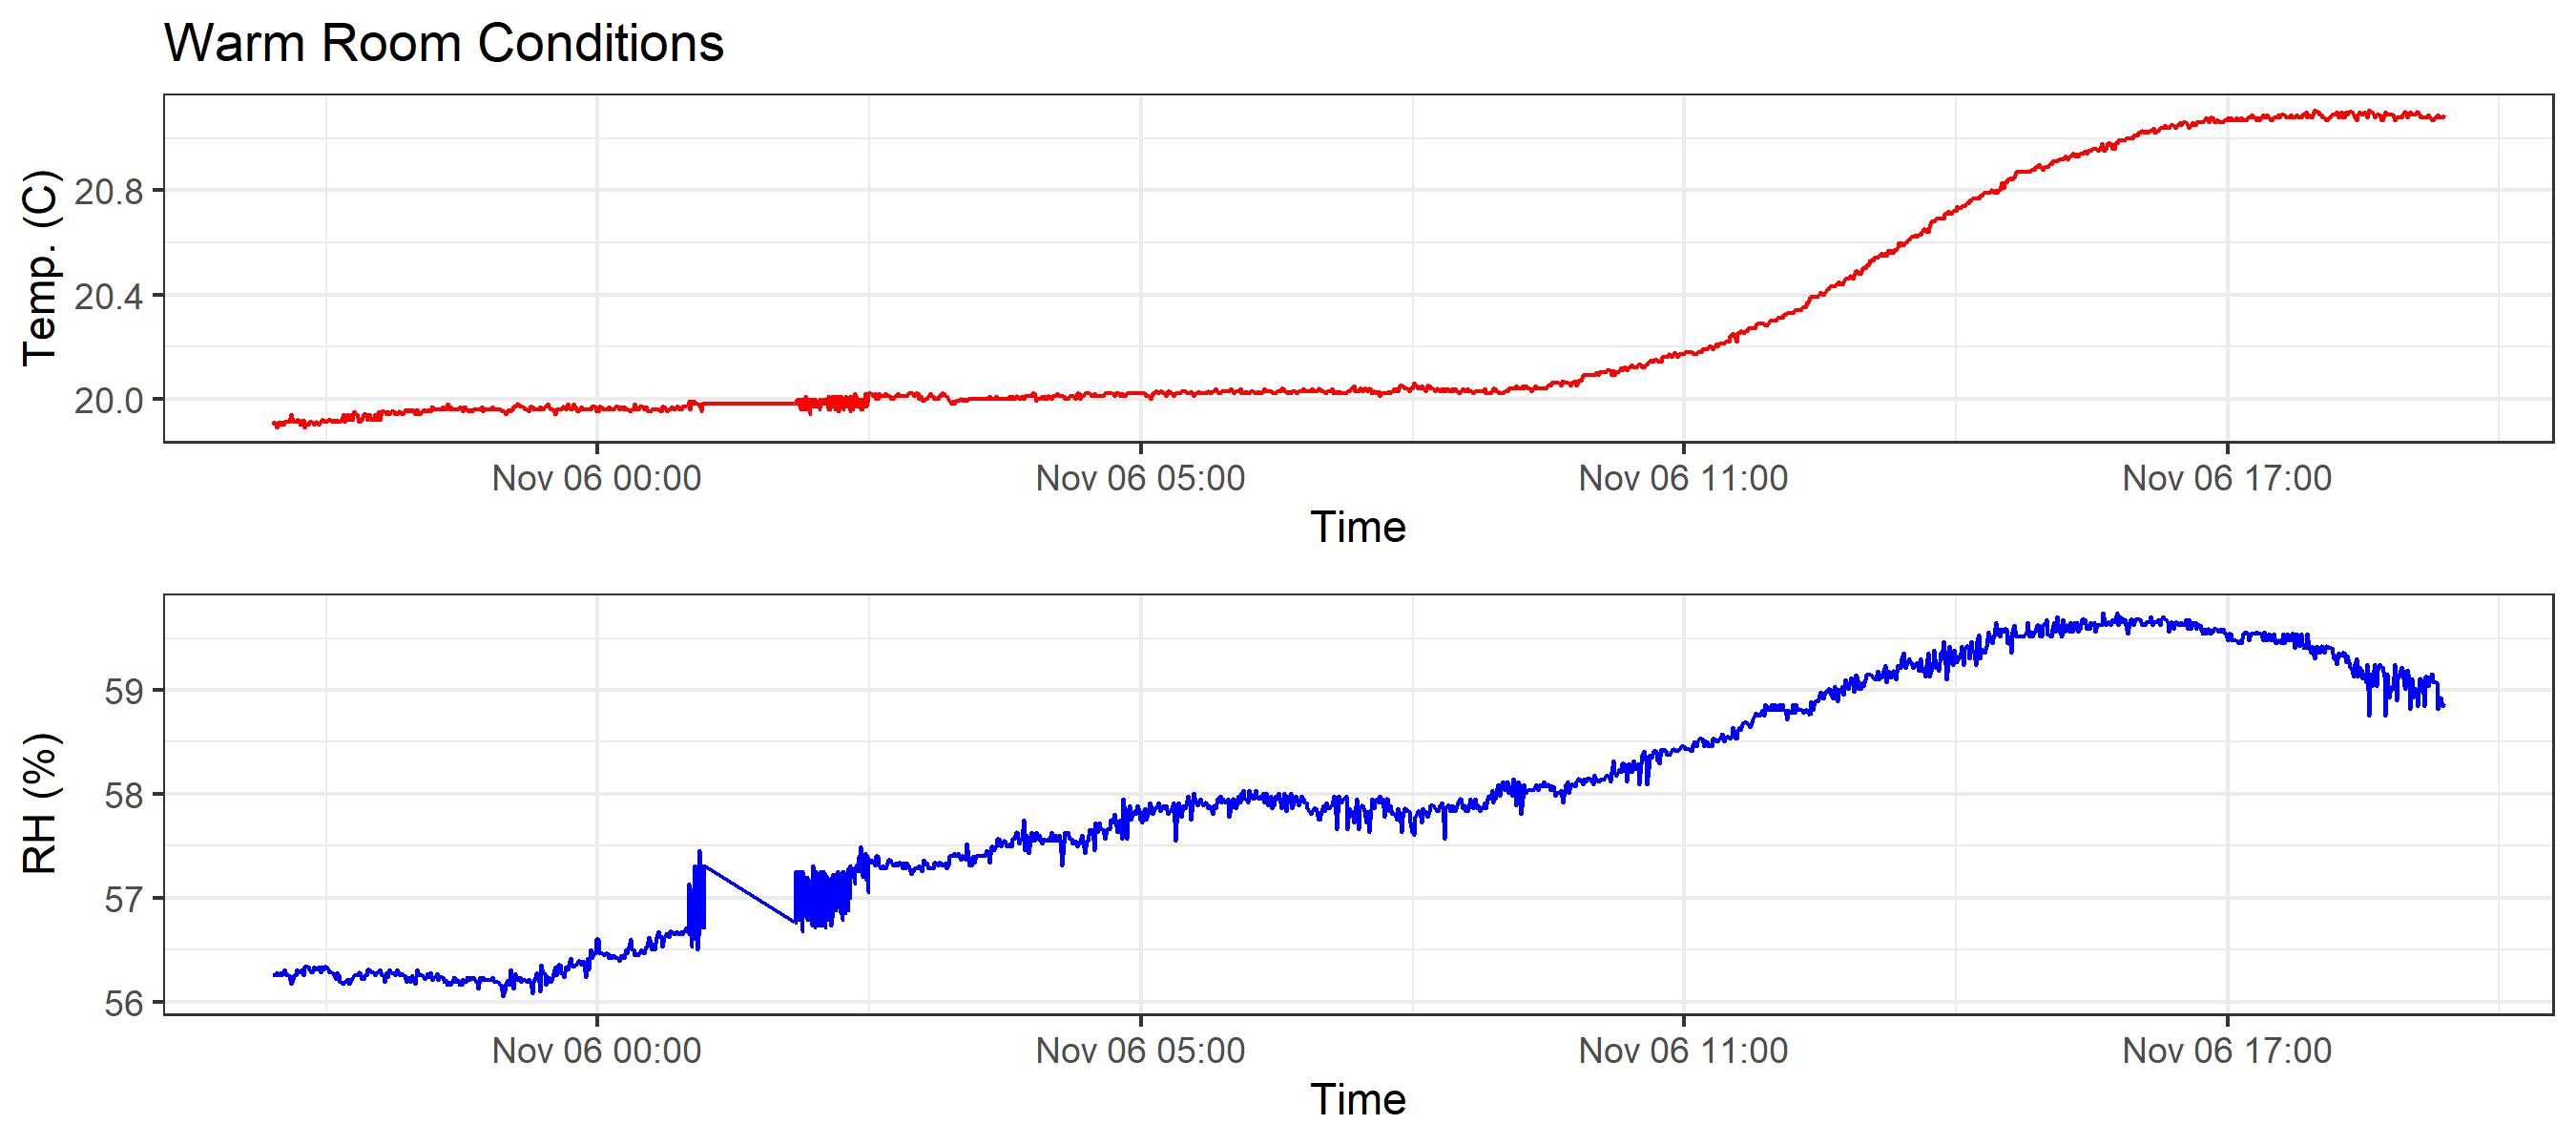 Warm Room Conditions
Temp. (C)
20.8
20.4
20.0
Nov 06 00:00 Nov 06 05:00 Nov 06 11:00 Nov 06 17:00
Time
RH (%)
59
58
57
56
Nov 06 00:00 Nov 06 05:00 Nov 06 11:00 Nov 06 17:00
Time